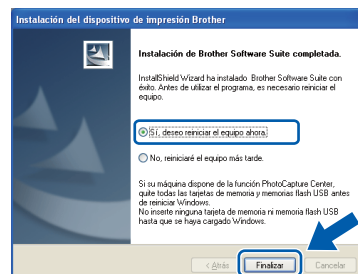 Instalación del dispositivo de impresión Brother
Instalación de Brother Software Suite completada.
InstallShield Wizard ha instalado Brother Software Suite con
éxito. Antes de utilizar el programa, es necesario reiniciar el
equipo.
Sí, deseo reiniciar el equipo ahora.
No, reiniciaré el equipo más tarde.
Si su máquina dispone de la función PhotoCapture Center,
quite todas las tarjetas de memoria y memorias flash USB antes
de reiniciar Windows.
No inserte ninguna tarjeta de memoria ni memoria flash USB
hasta que se haya cargado Windows.
< Atrás
Finalizar
Cancelar